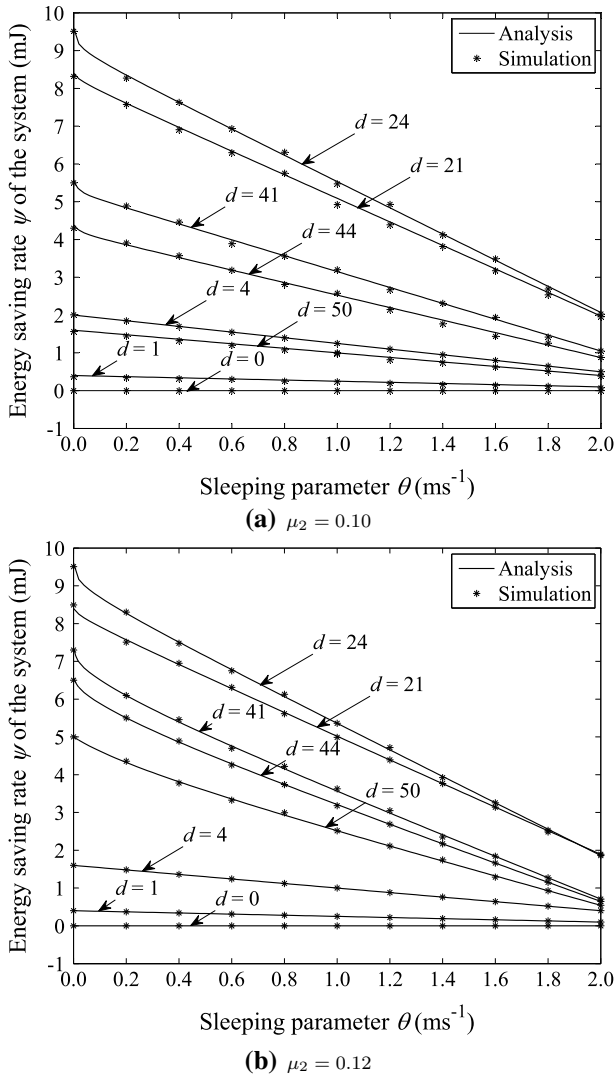 Energy saving rate ψ of the system (mJ)
10
9
8
7
6
5
4
3
2
1
0
-1
Analysis
Simulation
d = 24
d = 21
d = 41
d = 44
d = 4
d = 50
d = 1
d = 0
0.0 0.2 0.4 0.6 0.8 1.0 1.2 1.4 1.6 1.8 2.0
Sleeping parameter θ (ms⁻¹)
(a) μ₂ = 0.10
Energy saving rate ψ of the system (mJ)
10
9
8
7
6
5
4
3
2
1
0
-1
Analysis
Simulation
d = 24
d = 21
d = 41
d = 44
d = 50
d = 4
d = 1
d = 0
0.0 0.2 0.4 0.6 0.8 1.0 1.2 1.4 1.6 1.8 2.0
Sleeping parameter θ (ms⁻¹)
(b) μ₂ = 0.12